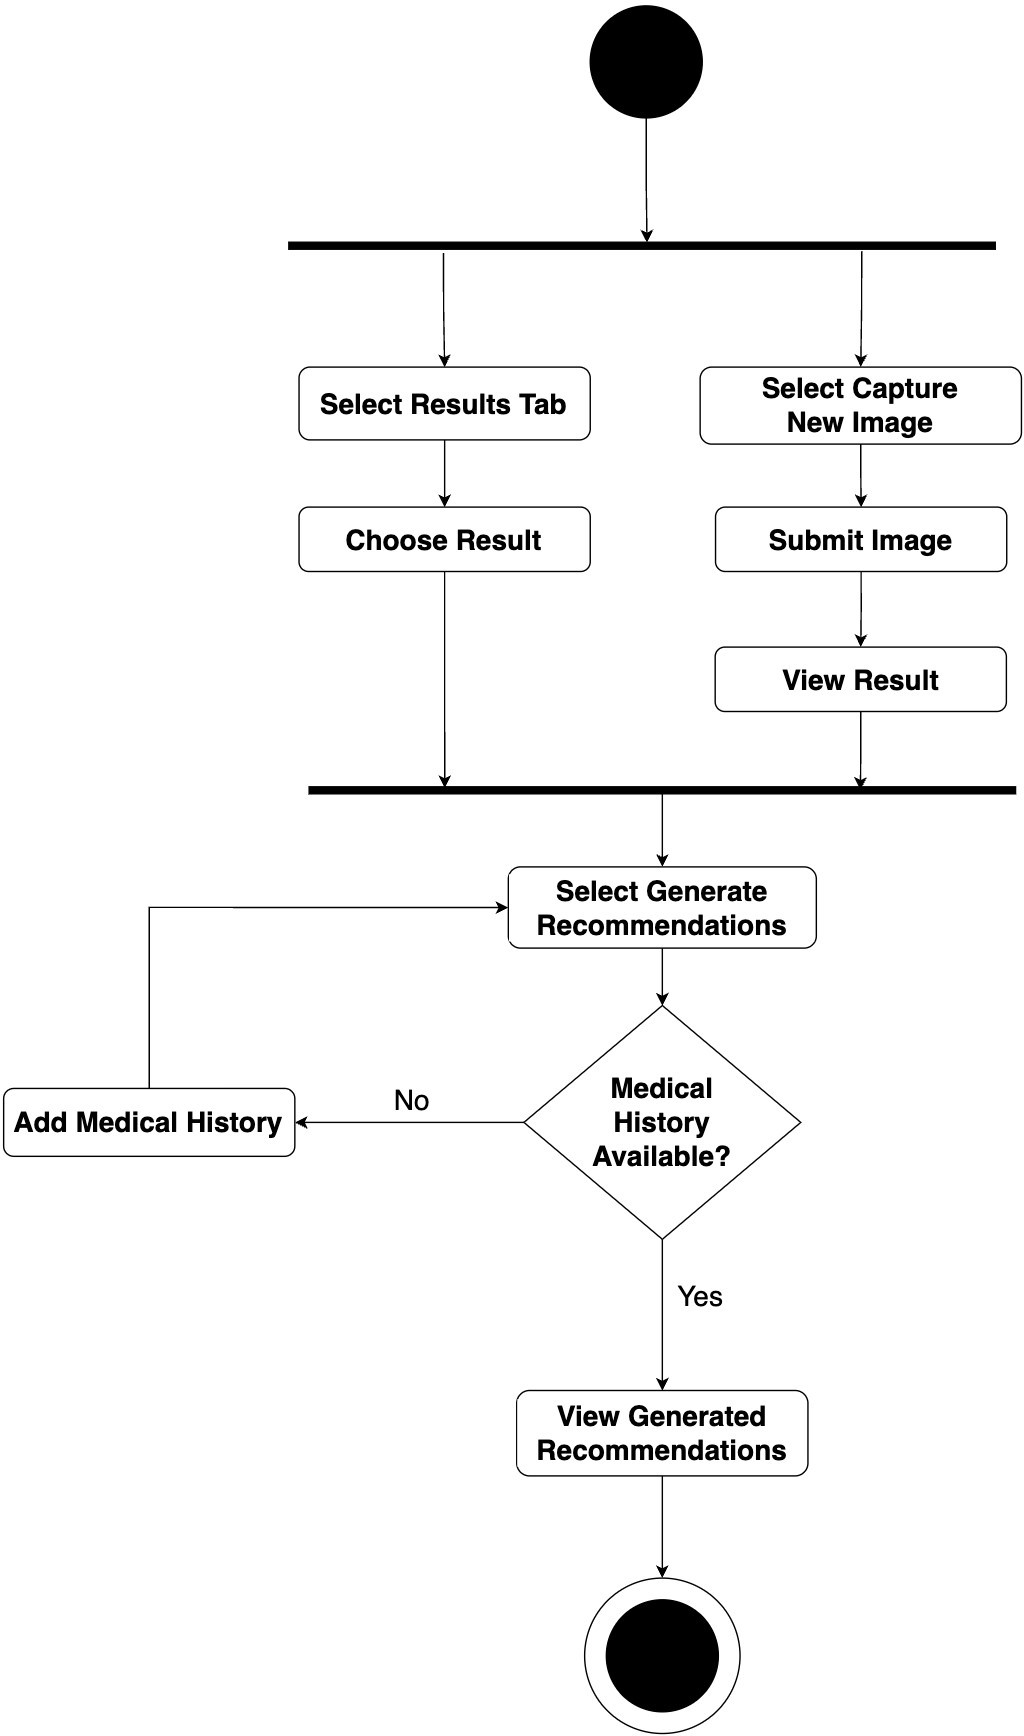 Select Results Tab
Select Capture
New Image
Choose Result
Submit Image
View Result
Select Generate
Recommendations
Medical
History
Available?
No
Add Medical History
Yes
View Generated
Recommendations